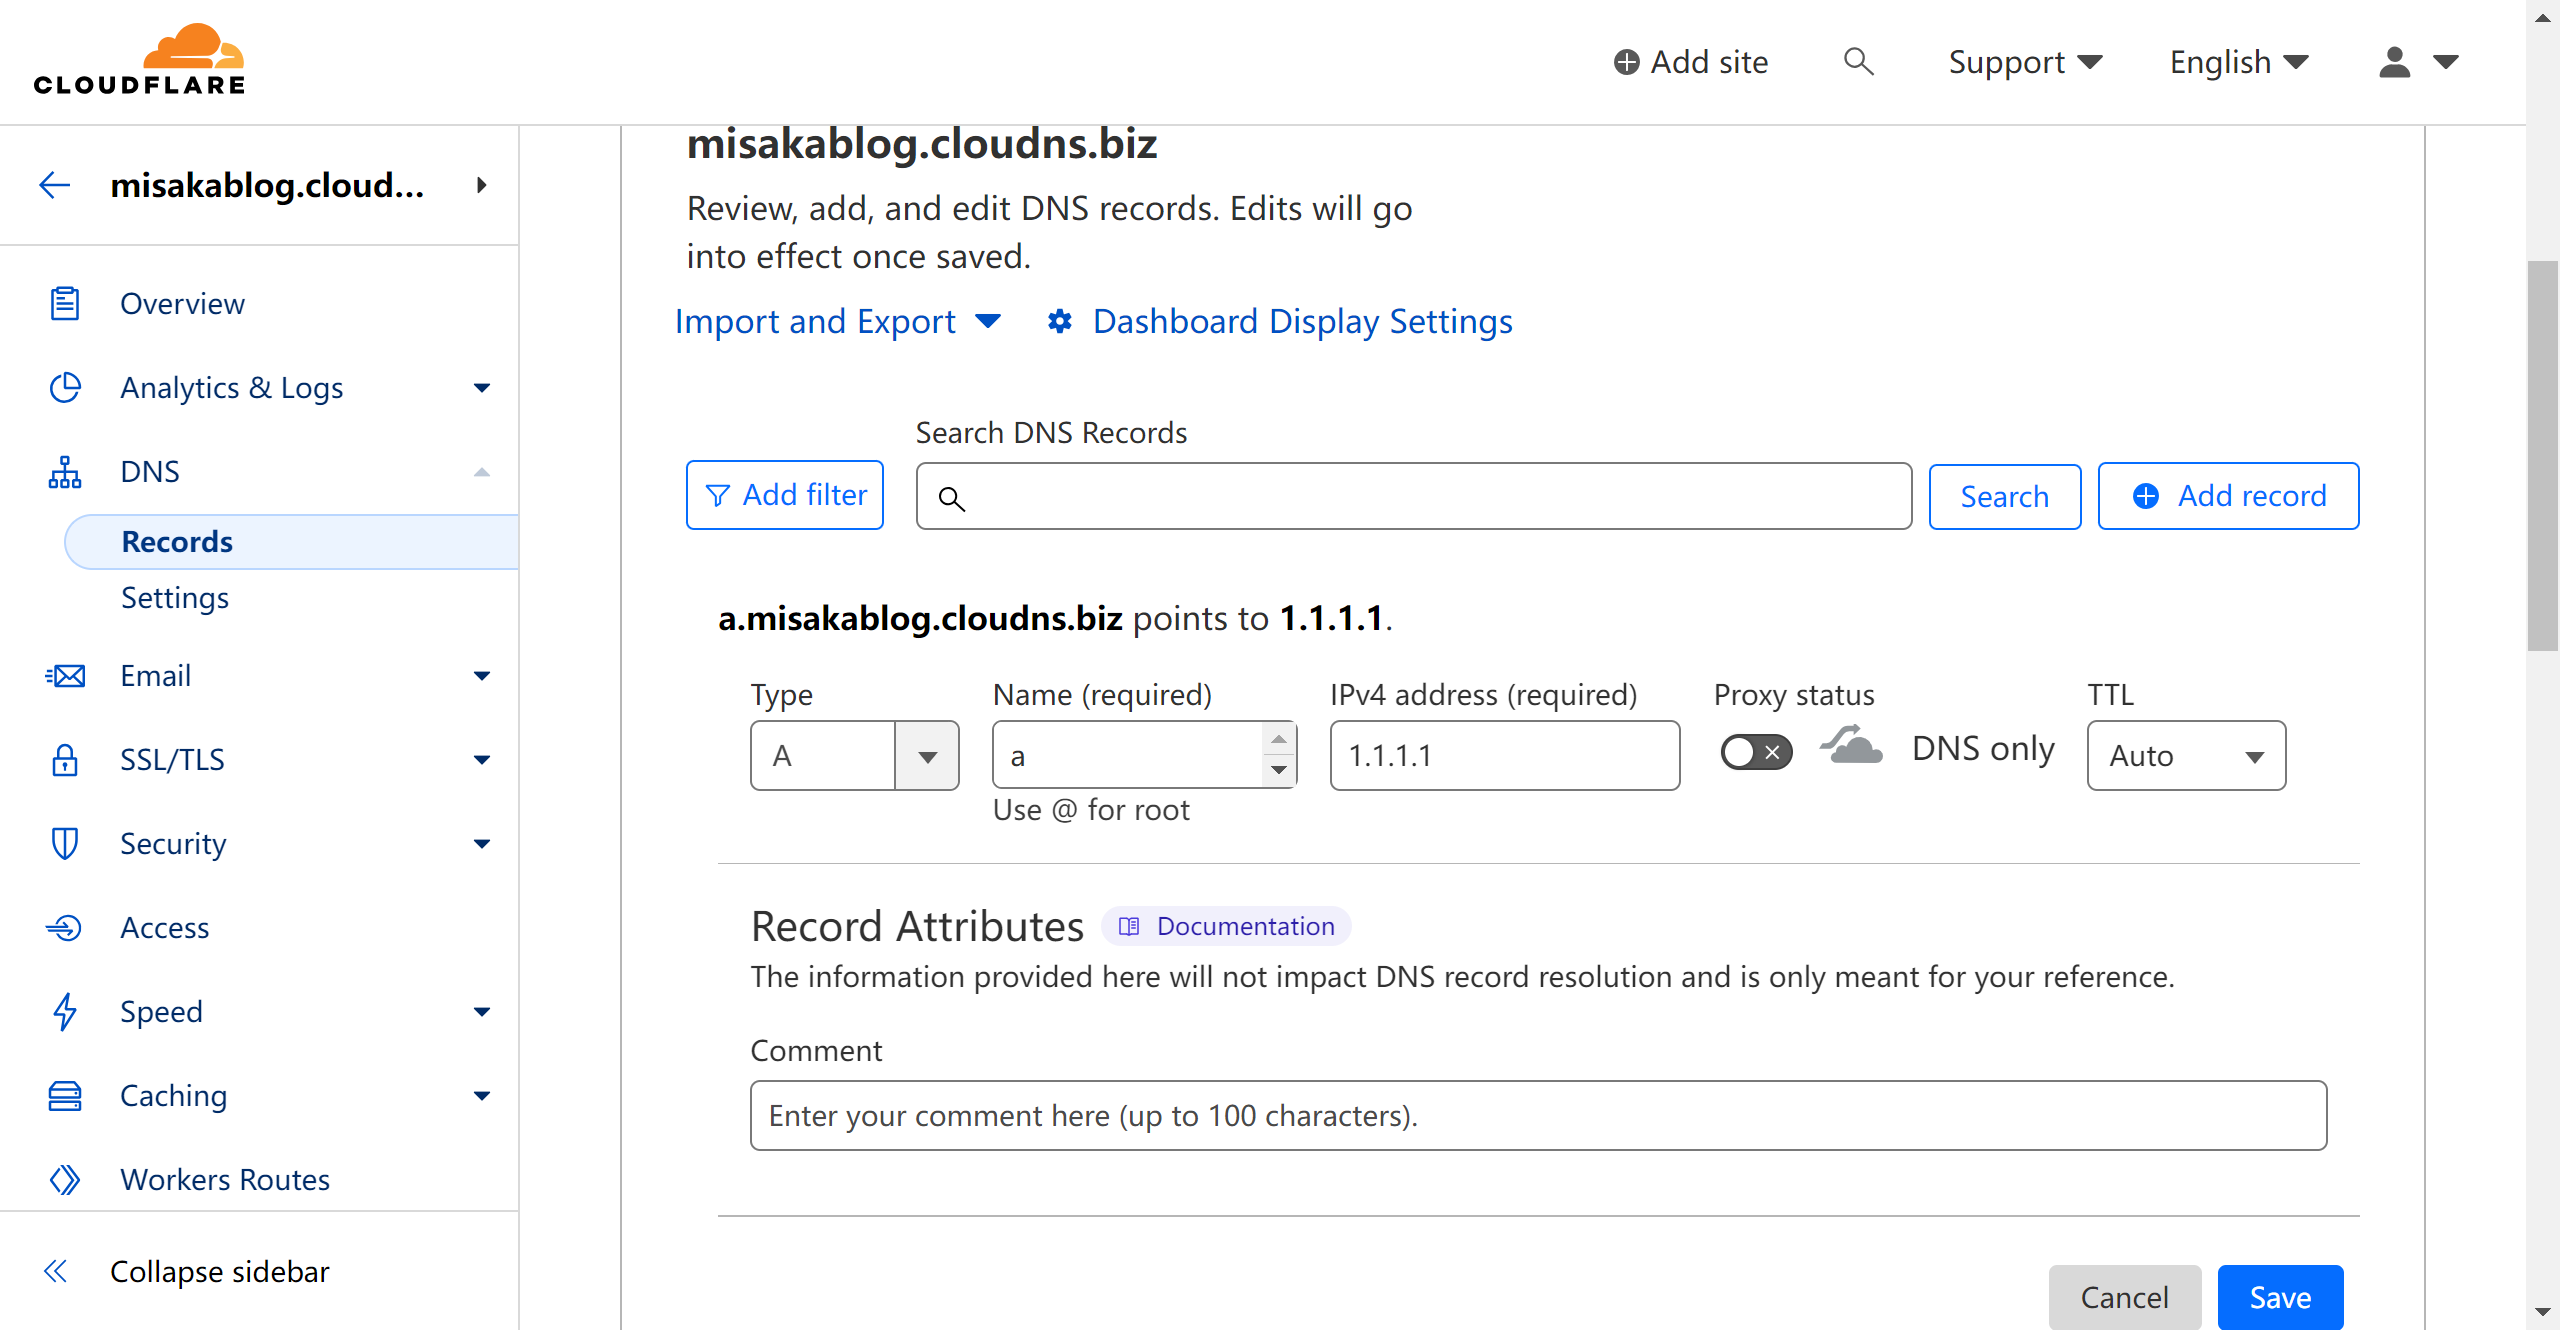 CLOUDFLARE
Add site
Support
English
misakablog.cloud...
Overview
Analytics & Logs
DNS
Records
Settings
Email
SSL/TLS
Security
Access
Speed
Caching
Workers Routes
Collapse sidebar
misakablog.cloudns.biz
Review, add, and edit DNS records. Edits will go
into effect once saved.
Import and Export
Dashboard Display Settings
Search DNS Records
Add filter
Search
Add record
a.misakablog.cloudns.biz points to 1.1.1.1.
Type
Name (required)
IPv4 address (required)
Proxy status
TTL
A
a
1.1.1.1
DNS only
Auto
Use @ for root
Record Attributes
Documentation
The information provided here will not impact DNS record resolution and is only meant for your reference.
Comment
Enter your comment here (up to 100 characters).
Cancel
Save